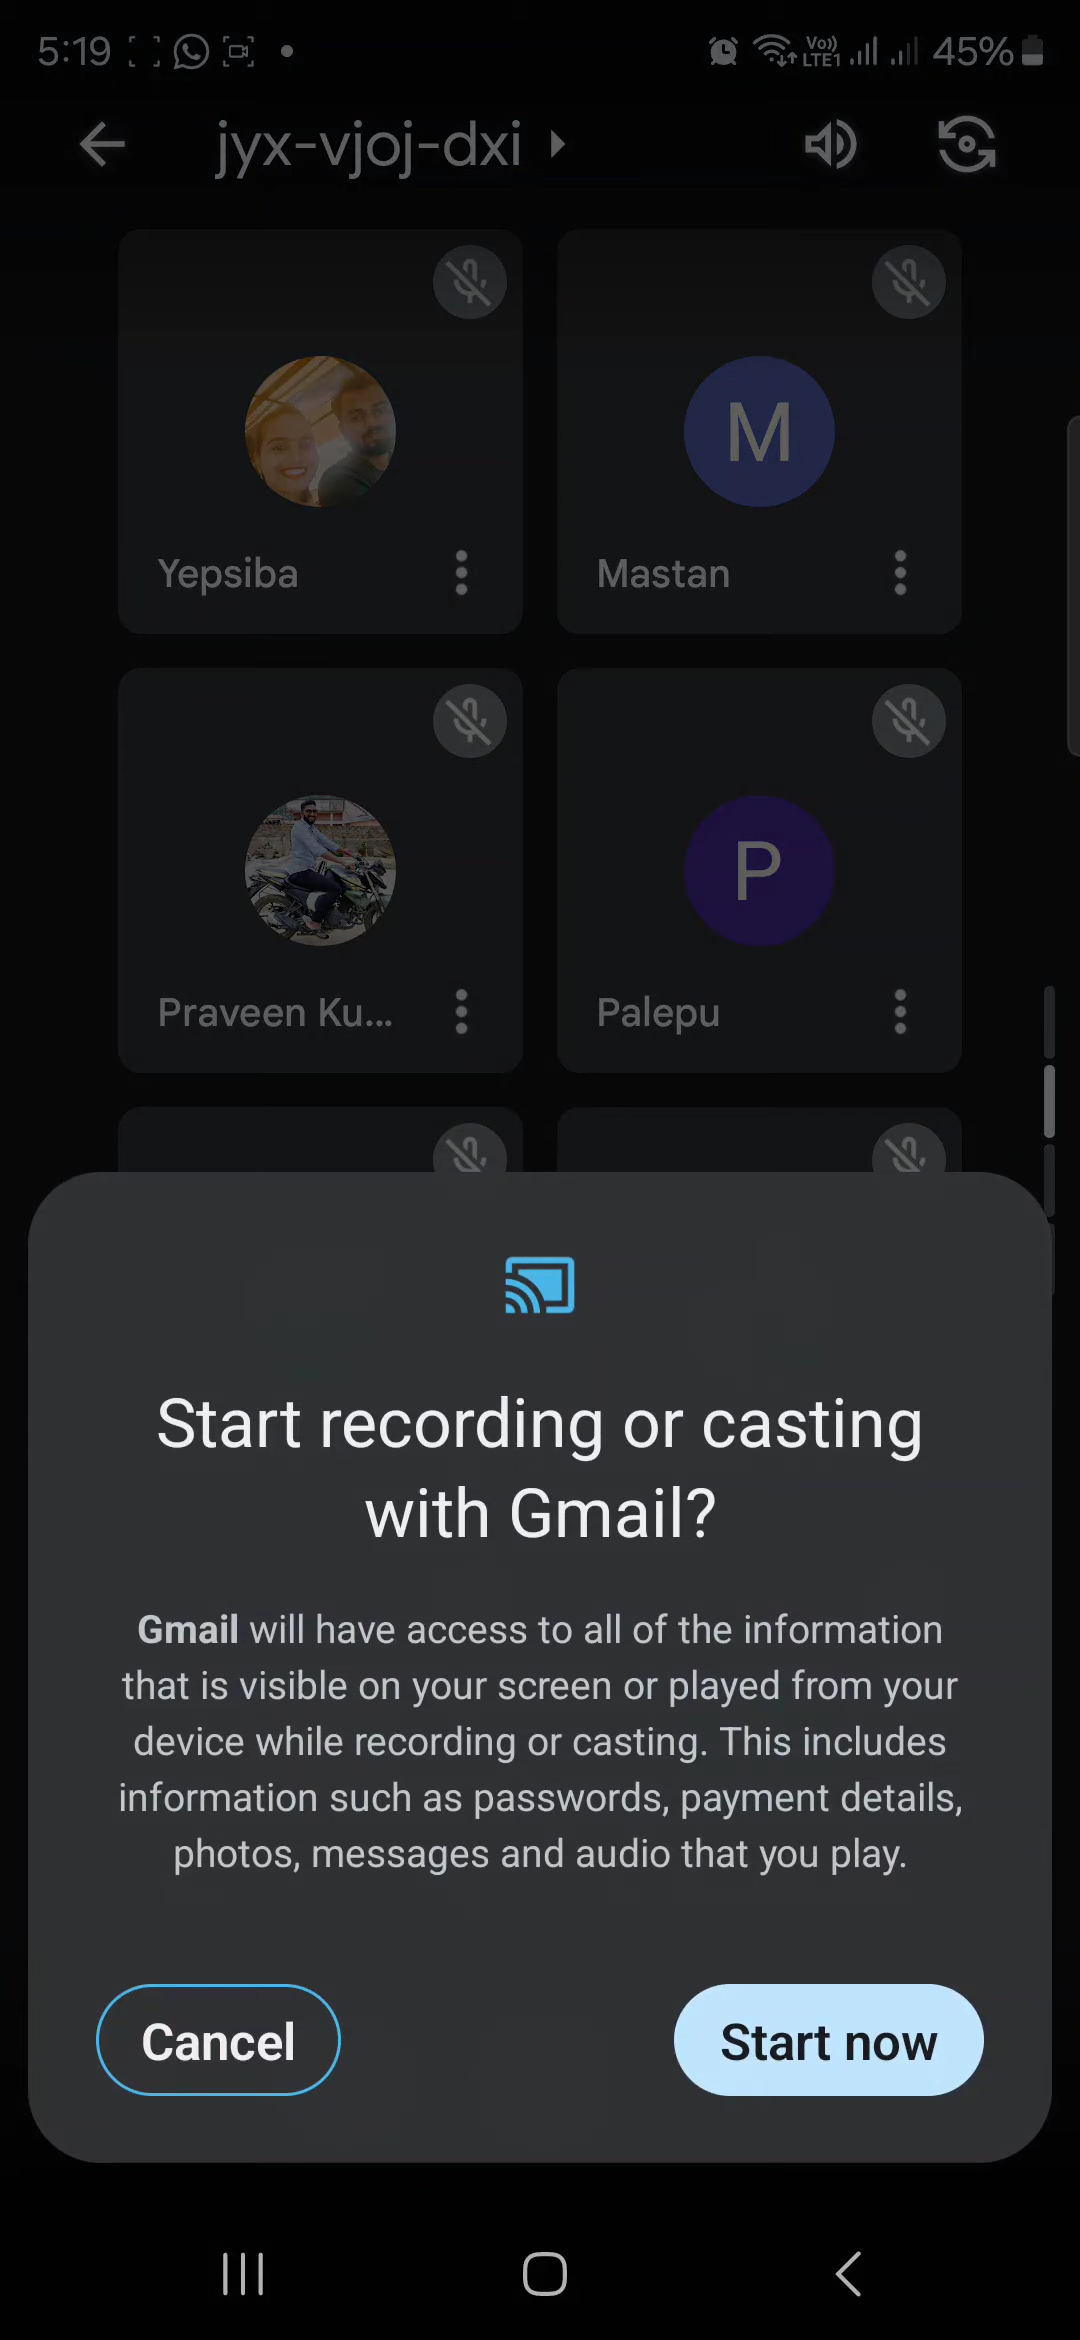 5:19 Vo)) LTE1 45%
jyx-vjoj-dxi
M
Yepsiba Mastan
P
Praveen Ku... Palepu
Start recording or casting
with Gmail?
Gmail will have access to all of the information
that is visible on your screen or played from your
device while recording or casting. This includes
information such as passwords, payment details,
photos, messages and audio that you play.
Cancel Start now